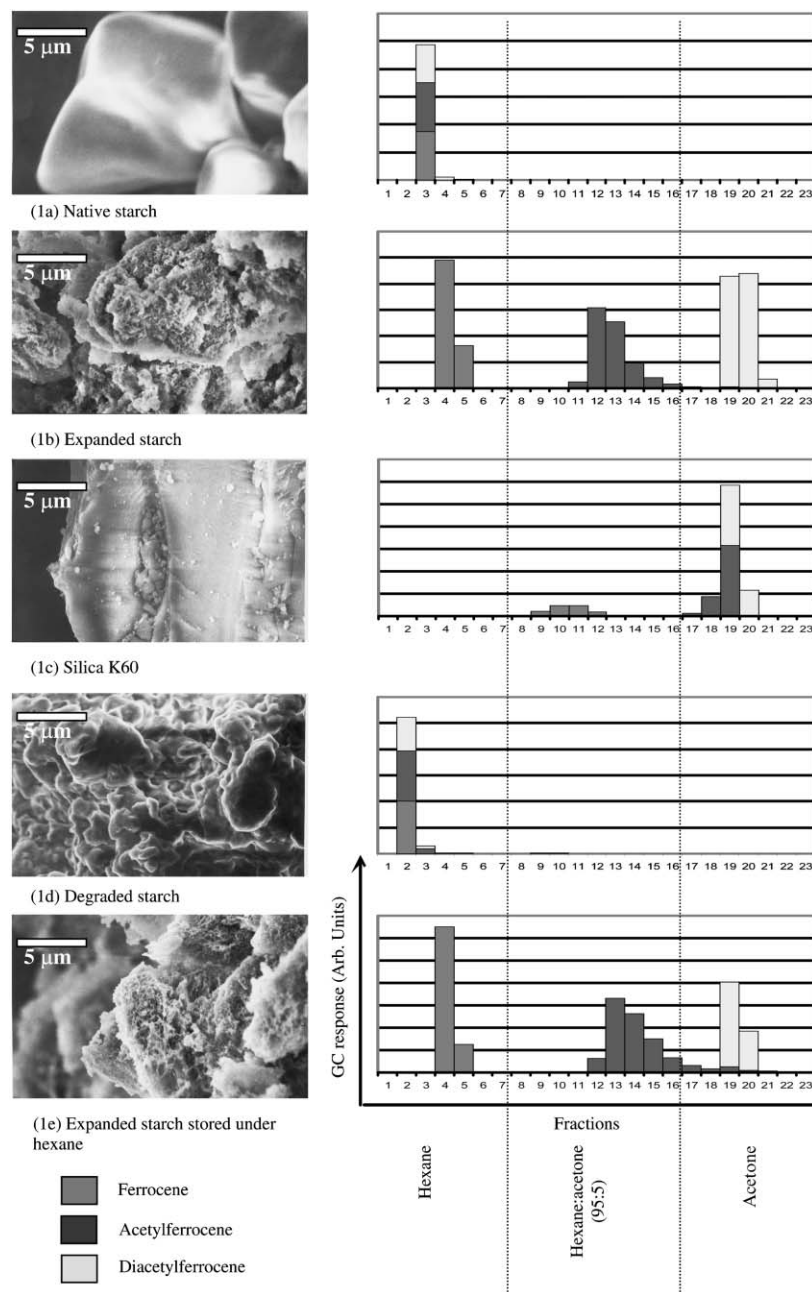 5 μm
1 2 3 4 5 6 7 8 9 10 11 12 13 14 15 16 17 18 19 20 21 22 23
(1a) Native starch
5 μm
1 2 3 4 5 6 7 8 9 10 11 12 13 14 15 16 17 18 19 20 21 22 23
(1b) Expanded starch
5 μm
1 2 3 4 5 6 7 8 9 10 11 12 13 14 15 16 17 18 19 20 21 22 23
(1c) Silica K60
5 μm
1 2 3 4 5 6 7 8 9 10 11 12 13 14 15 16 17 18 19 20 21 22 23
(1d) Degraded starch
5 μm
GC response (Arb. Units)
1 2 3 4 5 6 7 8 9 10 11 12 13 14 15 16 17 18 19 20 21 22 23
(1e) Expanded starch stored under
hexane
Fractions
Hexane
Hexane:acetone
(95:5)
Acetone
Ferrocene
Acetylferrocene
Diacetylferrocene